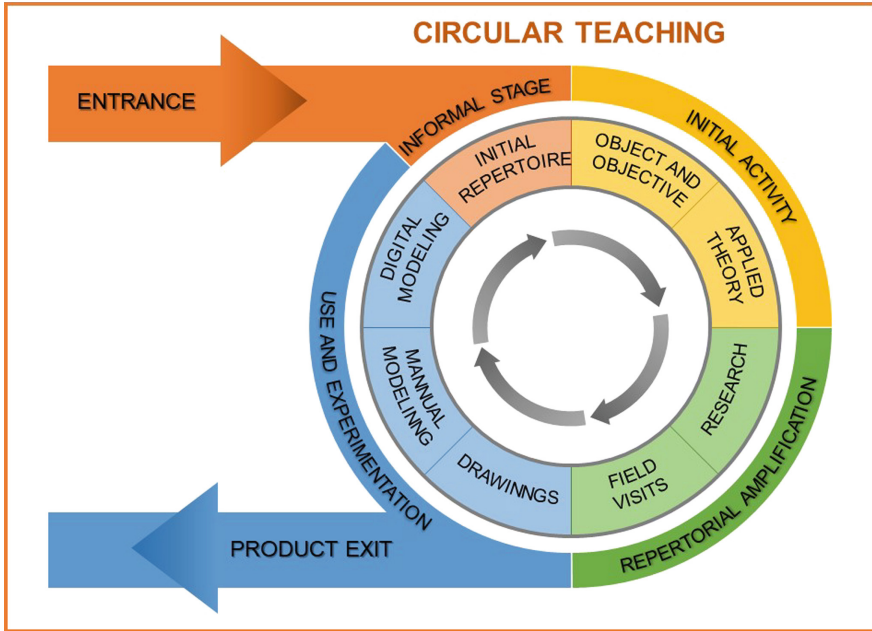 CIRCULAR TEACHING
ENTRANCE
INFORMAL STAGE
INITIAL ACTIVITY
INITIAL
REPERTOIRE
OBJECT AND
OBJECTIVE
APPLIED
THEORY
RESEARCH
FIELD
VISITS
DRAWINNGS
MANNUAL
MODELINNG
DIGITAL
MODELING
REPERTORIAL AMPLIFICATION
USE AND EXPERIMENTATION
PRODUCT EXIT